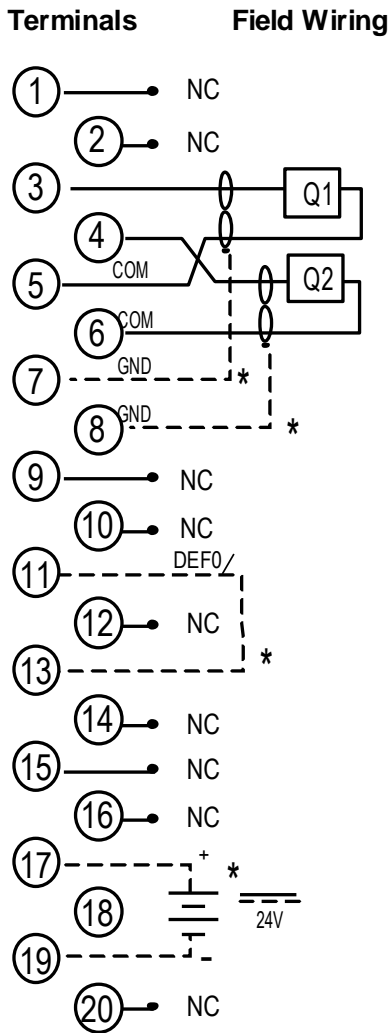 Terminals Field Wiring
1 NC
2 NC
3 Q1
4
5 COM Q2
6 COM
7 GND *
8 GND *
9 NC
10 NC
11 DEF0/
12 NC
13 *
14 NC
15 NC
16 NC
17 + *
18 24V
19 -
20 NC